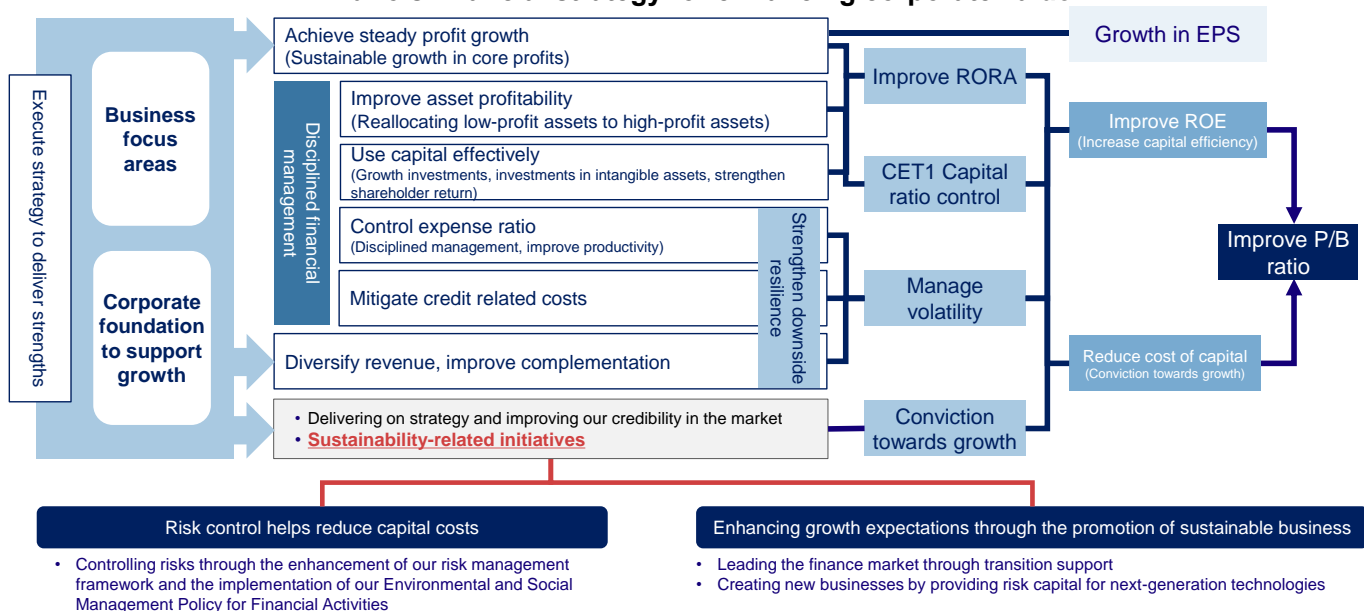 Achieve steady profit growth
(Sustainable growth in core profits)
Growth in EPS
Execute strategy to deliver strengths
Business
focus
areas
Corporate
foundation
to support
growth
Disciplined financial
management
Improve asset profitability
(Reallocating low-profit assets to high-profit assets)
Use capital effectively
(Growth investments, investments in intangible assets, strengthen
shareholder return)
Control expense ratio
(Disciplined management, improve productivity)
Mitigate credit related costs
Diversify revenue, improve complementation
Strengthen downside
resilience
• Delivering on strategy and improving our credibility in the market
• Sustainability-related initiatives
Improve RORA
CET1 Capital
ratio control
Manage
volatility
Conviction
towards growth
Improve ROE
(Increase capital efficiency)
Reduce cost of capital
(Conviction towards growth)
Improve P/B
ratio
Risk control helps reduce capital costs
• Controlling risks through the enhancement of our risk management
framework and the implementation of our Environmental and Social
Management Policy for Financial Activities
Enhancing growth expectations through the promotion of sustainable business
• Leading the finance market through transition support
• Creating new businesses by providing risk capital for next-generation technologies